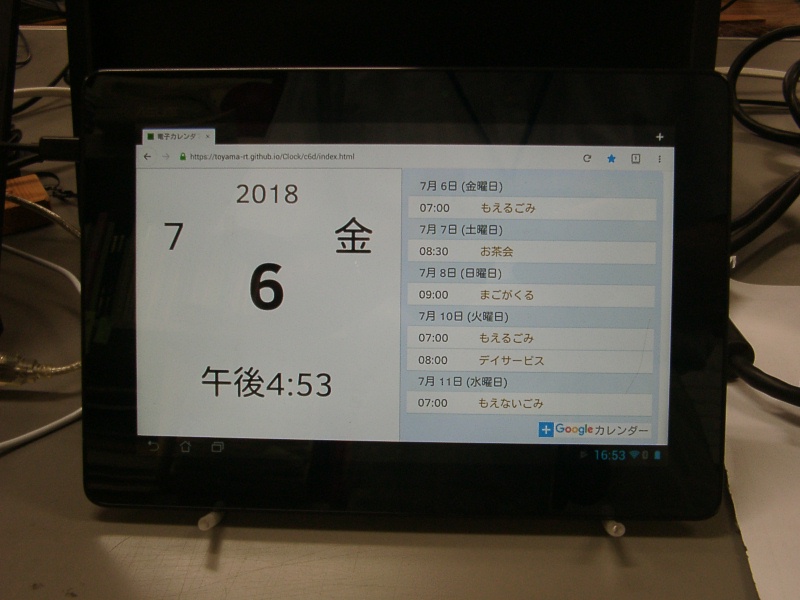 電子カレンダ
https://toyama-rt.github.io/Clock/c6d/index.html
2018
7 金
6
午後4:53
7月 6日 (金曜日)
07:00 もえるごみ
7月 7日 (土曜日)
08:30 お茶会
7月 8日 (日曜日)
09:00 まごがくる
7月 10日 (火曜日)
07:00 もえるごみ
08:00 デイサービス
7月 11日 (水曜日)
07:00 もえないごみ
Googleカレンダー
16:53